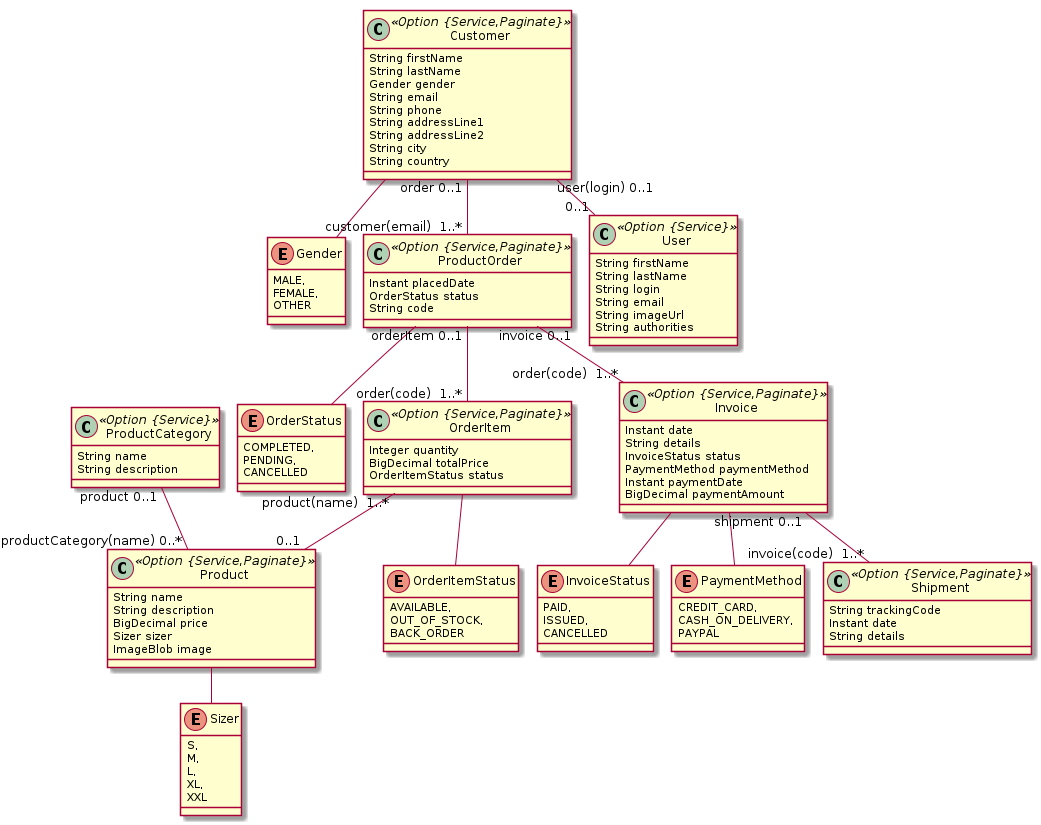 C «Option {Service,Paginate}»
Customer
String firstName
String lastName
Gender gender
String email
String phone
String addressLine1
String addressLine2
String city
String country
order 0..1
user(login) 0..1
0..1
customer(email) 1..*
E Gender
MALE,
FEMALE,
OTHER
C «Option {Service,Paginate}»
ProductOrder
Instant placedDate
OrderStatus status
String code
C «Option {Service}»
User
String firstName
String lastName
String login
String email
String imageUrl
String authorities
orderItem 0..1
invoice 0..1
order(code) 1..*
order(code) 1..*
C «Option {Service}»
ProductCategory
String name
String description
E OrderStatus
COMPLETED,
PENDING,
CANCELLED
C «Option {Service,Paginate}»
OrderItem
Integer quantity
BigDecimal totalPrice
OrderItemStatus status
C «Option {Service,Paginate}»
Invoice
Instant date
String details
InvoiceStatus status
PaymentMethod paymentMethod
Instant paymentDate
BigDecimal paymentAmount
product 0..1
product(name) 1..*
shipment 0..1
productCategory(name) 0..*
0..1
invoice(code) 1..*
C «Option {Service,Paginate}»
Product
String name
String description
BigDecimal price
Sizer sizer
ImageBlob image
E OrderItemStatus
AVAILABLE,
OUT_OF_STOCK,
BACK_ORDER
E InvoiceStatus
PAID,
ISSUED,
CANCELLED
E PaymentMethod
CREDIT_CARD,
CASH_ON_DELIVERY,
PAYPAL
C «Option {Service,Paginate}»
Shipment
String trackingCode
Instant date
String details
E Sizer
S,
M,
L,
XL,
XXL